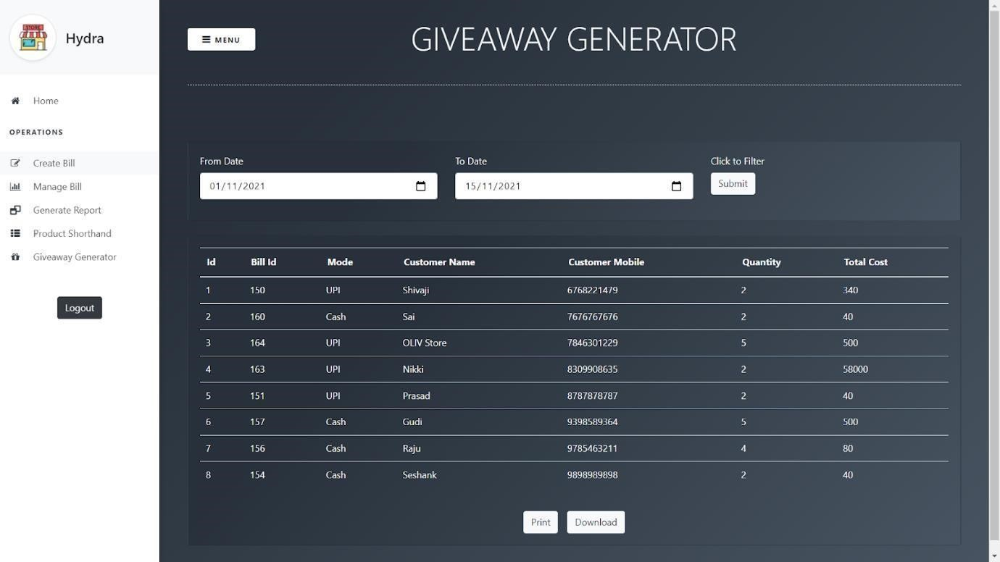 STORE
Hydra
Home
OPERATIONS
Create Bill
Manage Bill
Generate Report
Product Shorthand
Giveaway Generator
Logout
MENU
GIVEAWAY GENERATOR
From Date To Date Click to Filter
01/11/2021 15/11/2021 Submit
Id Bill Id Mode Customer Name Customer Mobile Quantity Total Cost
1 150 UPI Shivaji 6768221479 2 340
2 160 Cash Sai 7676767676 2 40
3 164 UPI OLIV Store 7846301229 5 500
4 163 UPI Nikki 8309908635 2 58000
5 151 UPI Prasad 8787878787 2 40
6 157 Cash Gudi 9398589364 5 500
7 156 Cash Raju 9785463211 4 80
8 154 Cash Seshank 9898989898 2 40
Print Download